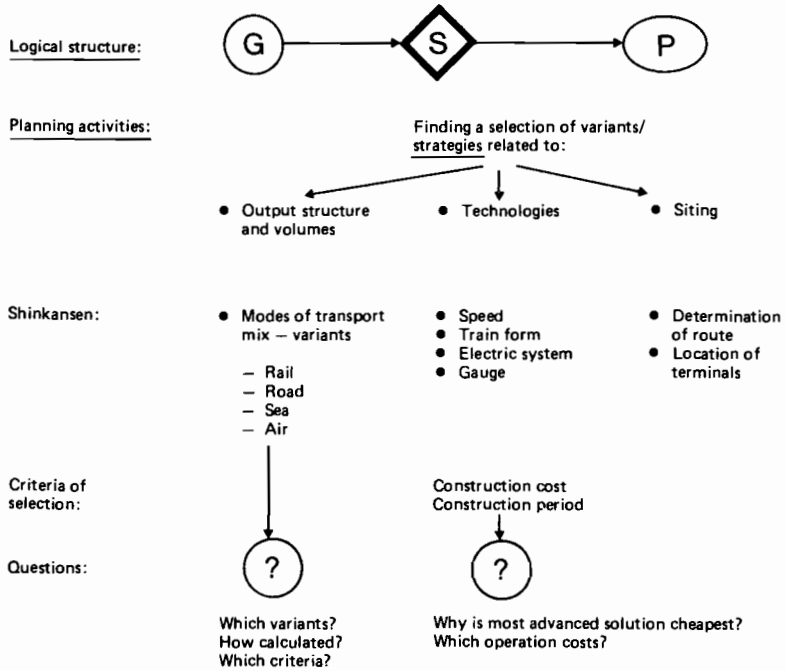 Logical structure: G S P
Planning activities: Finding a selection of variants/
strategies related to:
● Output structure
and volumes
● Technologies
● Siting
Shinkansen:
● Modes of transport
mix – variants
– Rail
– Road
– Sea
– Air
● Speed
● Train form
● Electric system
● Gauge
● Determination
of route
● Location of
terminals
Criteria of
selection:
Construction cost
Construction period
Questions: ? ?
Which variants?
How calculated?
Which criteria?
Why is most advanced solution cheapest?
Which operation costs?